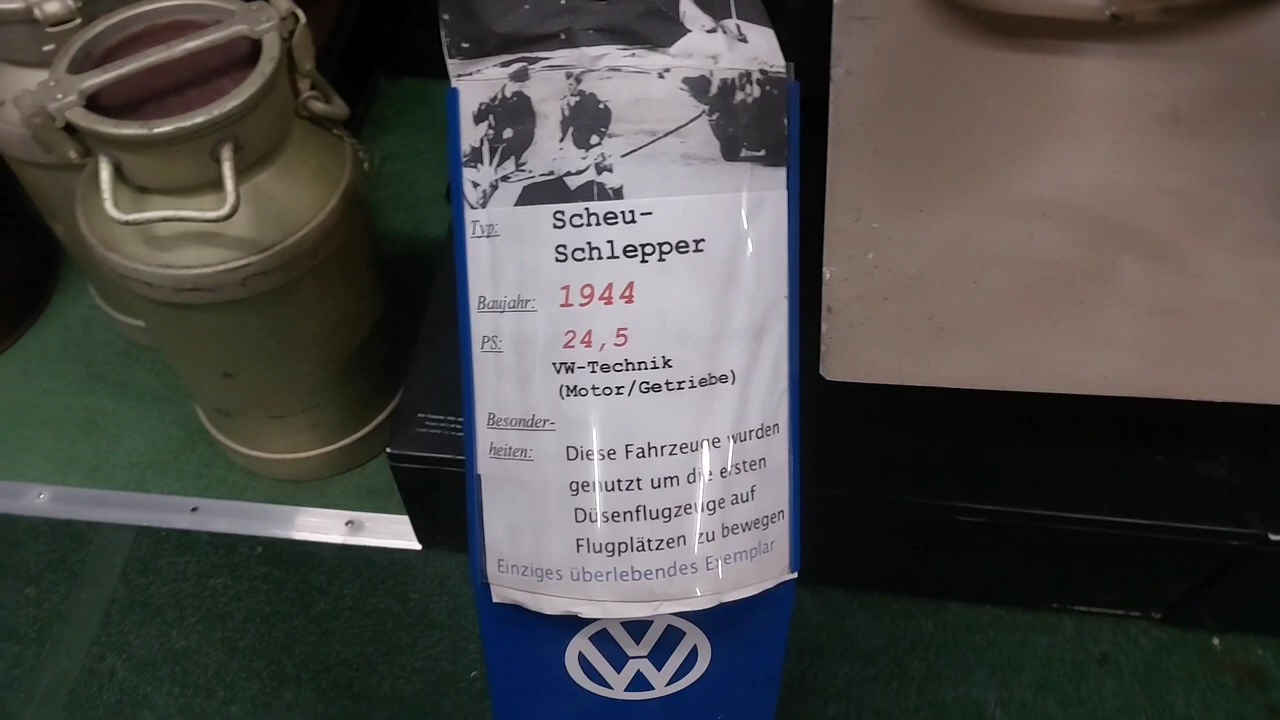 Typ: Scheu-
Schlepper
Baujahr: 1944
PS: 24,5
VW-Technik
(Motor/Getriebe)
Besonder-
heiten: Diese Fahrzeuge wurden
genutzt um die ersten
Düsenflugzeuge auf
Flugplätzen zu bewegen
Einziges überlebendes Exemplar
VW